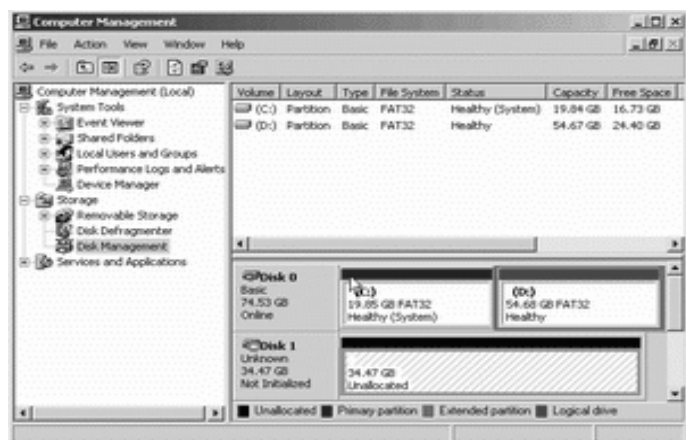 Computer Management
File Action View Window Help
Computer Management (Local)
System Tools
Event Viewer
Shared Folders
Local Users and Groups
Performance Logs and Alerts
Device Manager
Storage
Removable Storage
Disk Defragmenter
Disk Management
Services and Applications
Volume Layout Type File System Status Capacity Free Space
(C:) Partition Basic FAT32 Healthy (System) 19.84 GB 16.73 GB
(D:) Partition Basic FAT32 Healthy 54.67 GB 24.40 GB
Disk 0
Basic
74.53 GB
Online
(C:)
19.85 GB FAT32
Healthy (System)
(D:)
54.68 GB FAT32
Healthy
Disk 1
Unknown
34.47 GB
Not Initialized
34.47 GB
Unallocated
Unallocated Primary partition Extended partition Logical drive